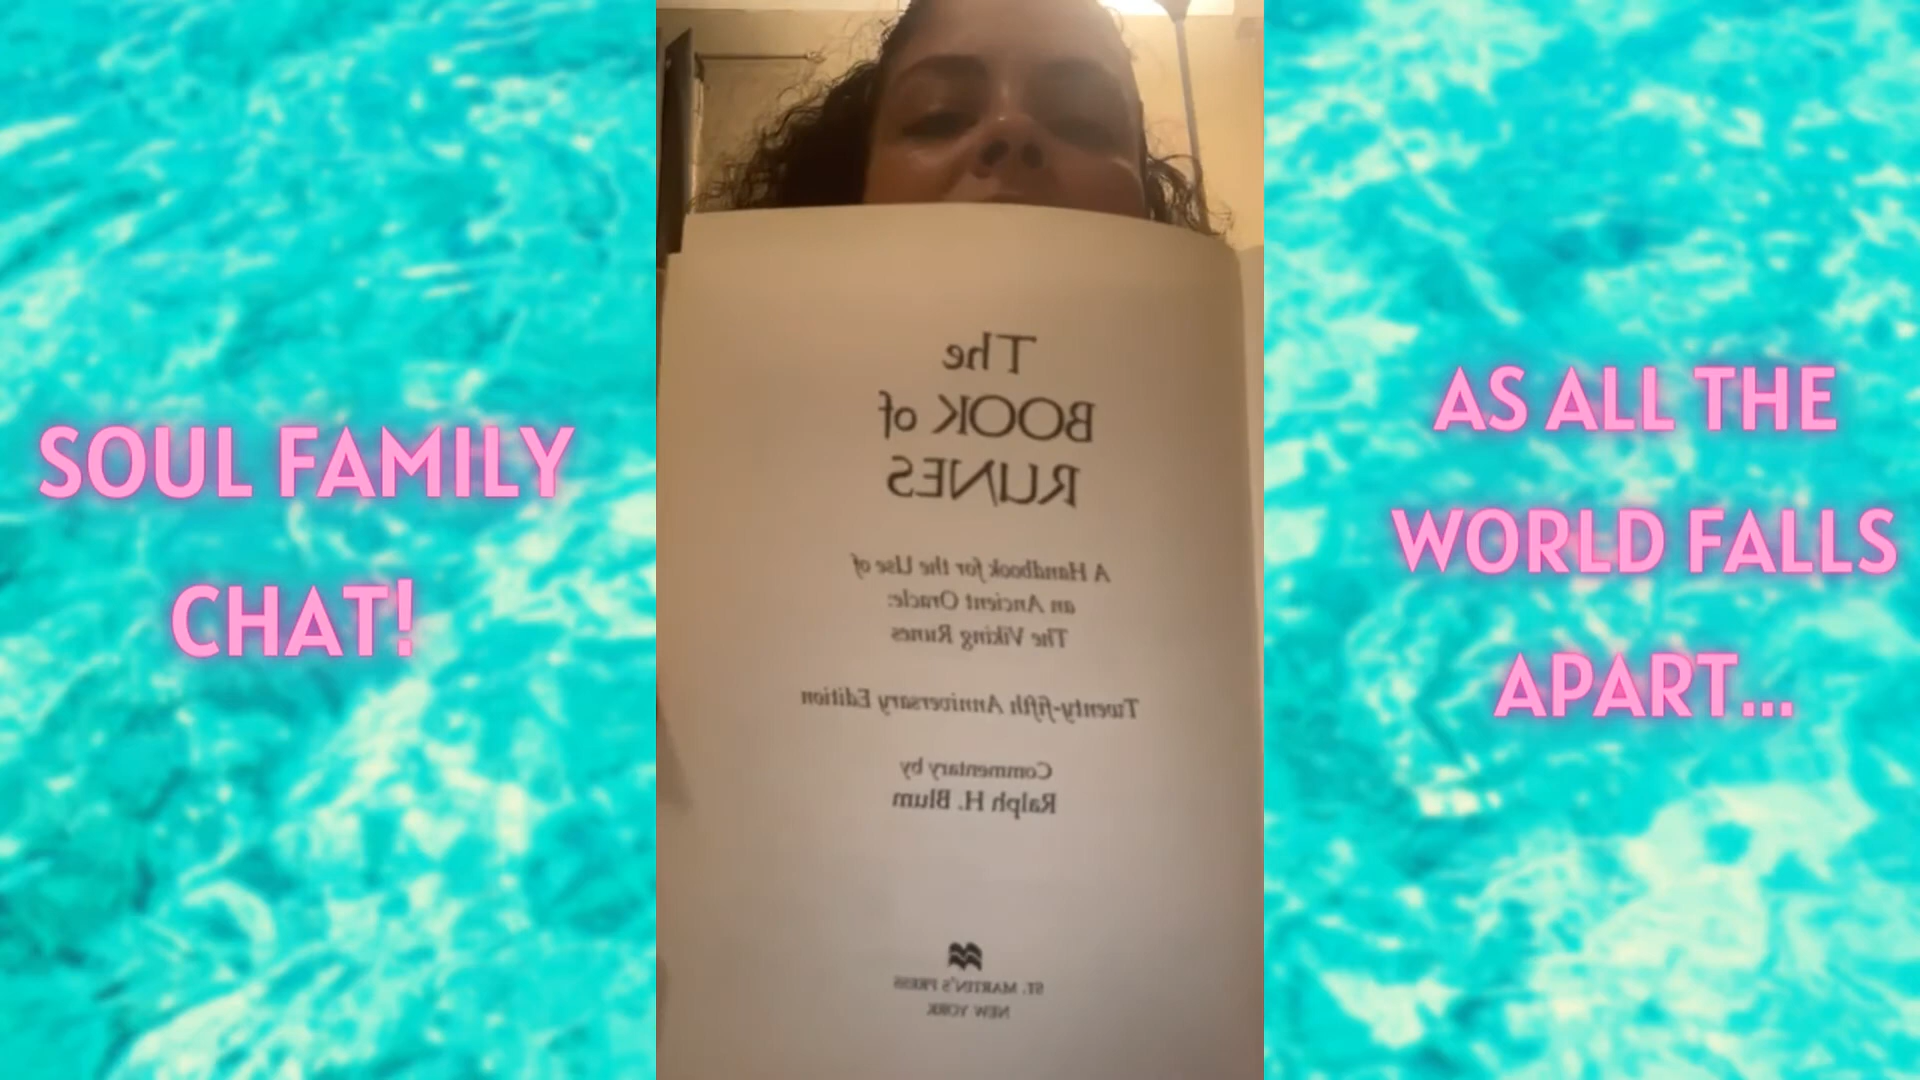 SOUL FAMILY
CHAT!
The
BOOK of
RUNES
A Handbook for the Use of
an Ancient Oracle:
The Viking Runes
Twenty-fifth Anniversary Edition
Commentary by
Ralph H. Blum
ST. MARTIN'S PRESS
NEW YORK
AS ALL THE
WORLD FALLS
APART...